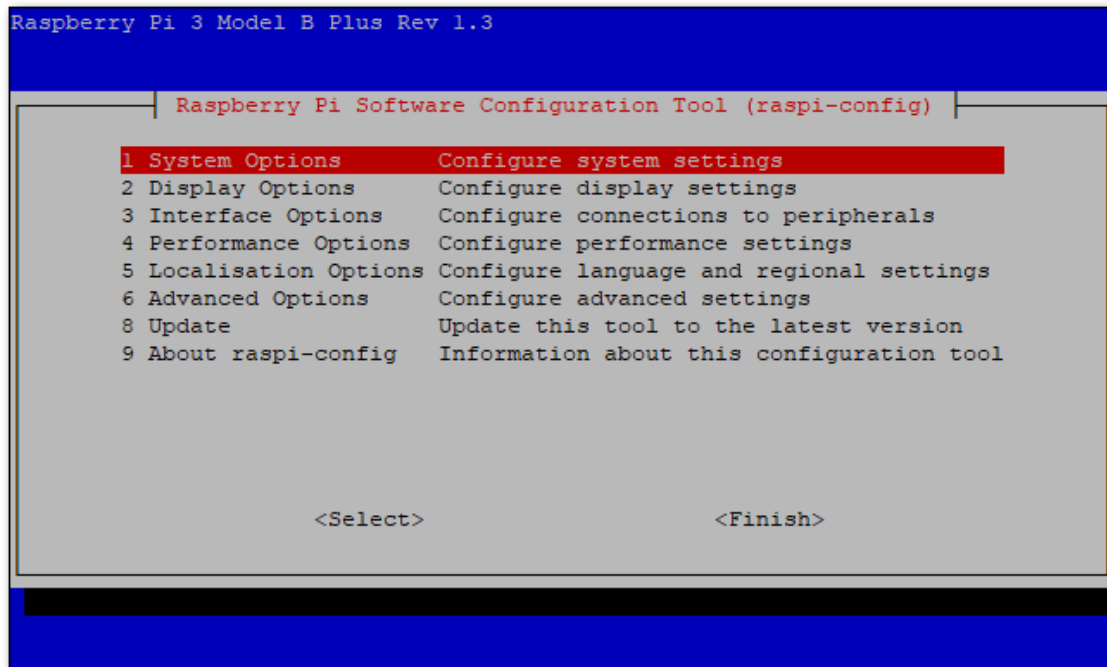 Raspberry Pi 3 Model B Plus Rev 1.3
Raspberry Pi Software Configuration Tool (raspi-config)
1 System Options Configure system settings
2 Display Options Configure display settings
3 Interface Options Configure connections to peripherals
4 Performance Options Configure performance settings
5 Localisation Options Configure language and regional settings
6 Advanced Options Configure advanced settings
8 Update Update this tool to the latest version
9 About raspi-config Information about this configuration tool
<Select> <Finish>